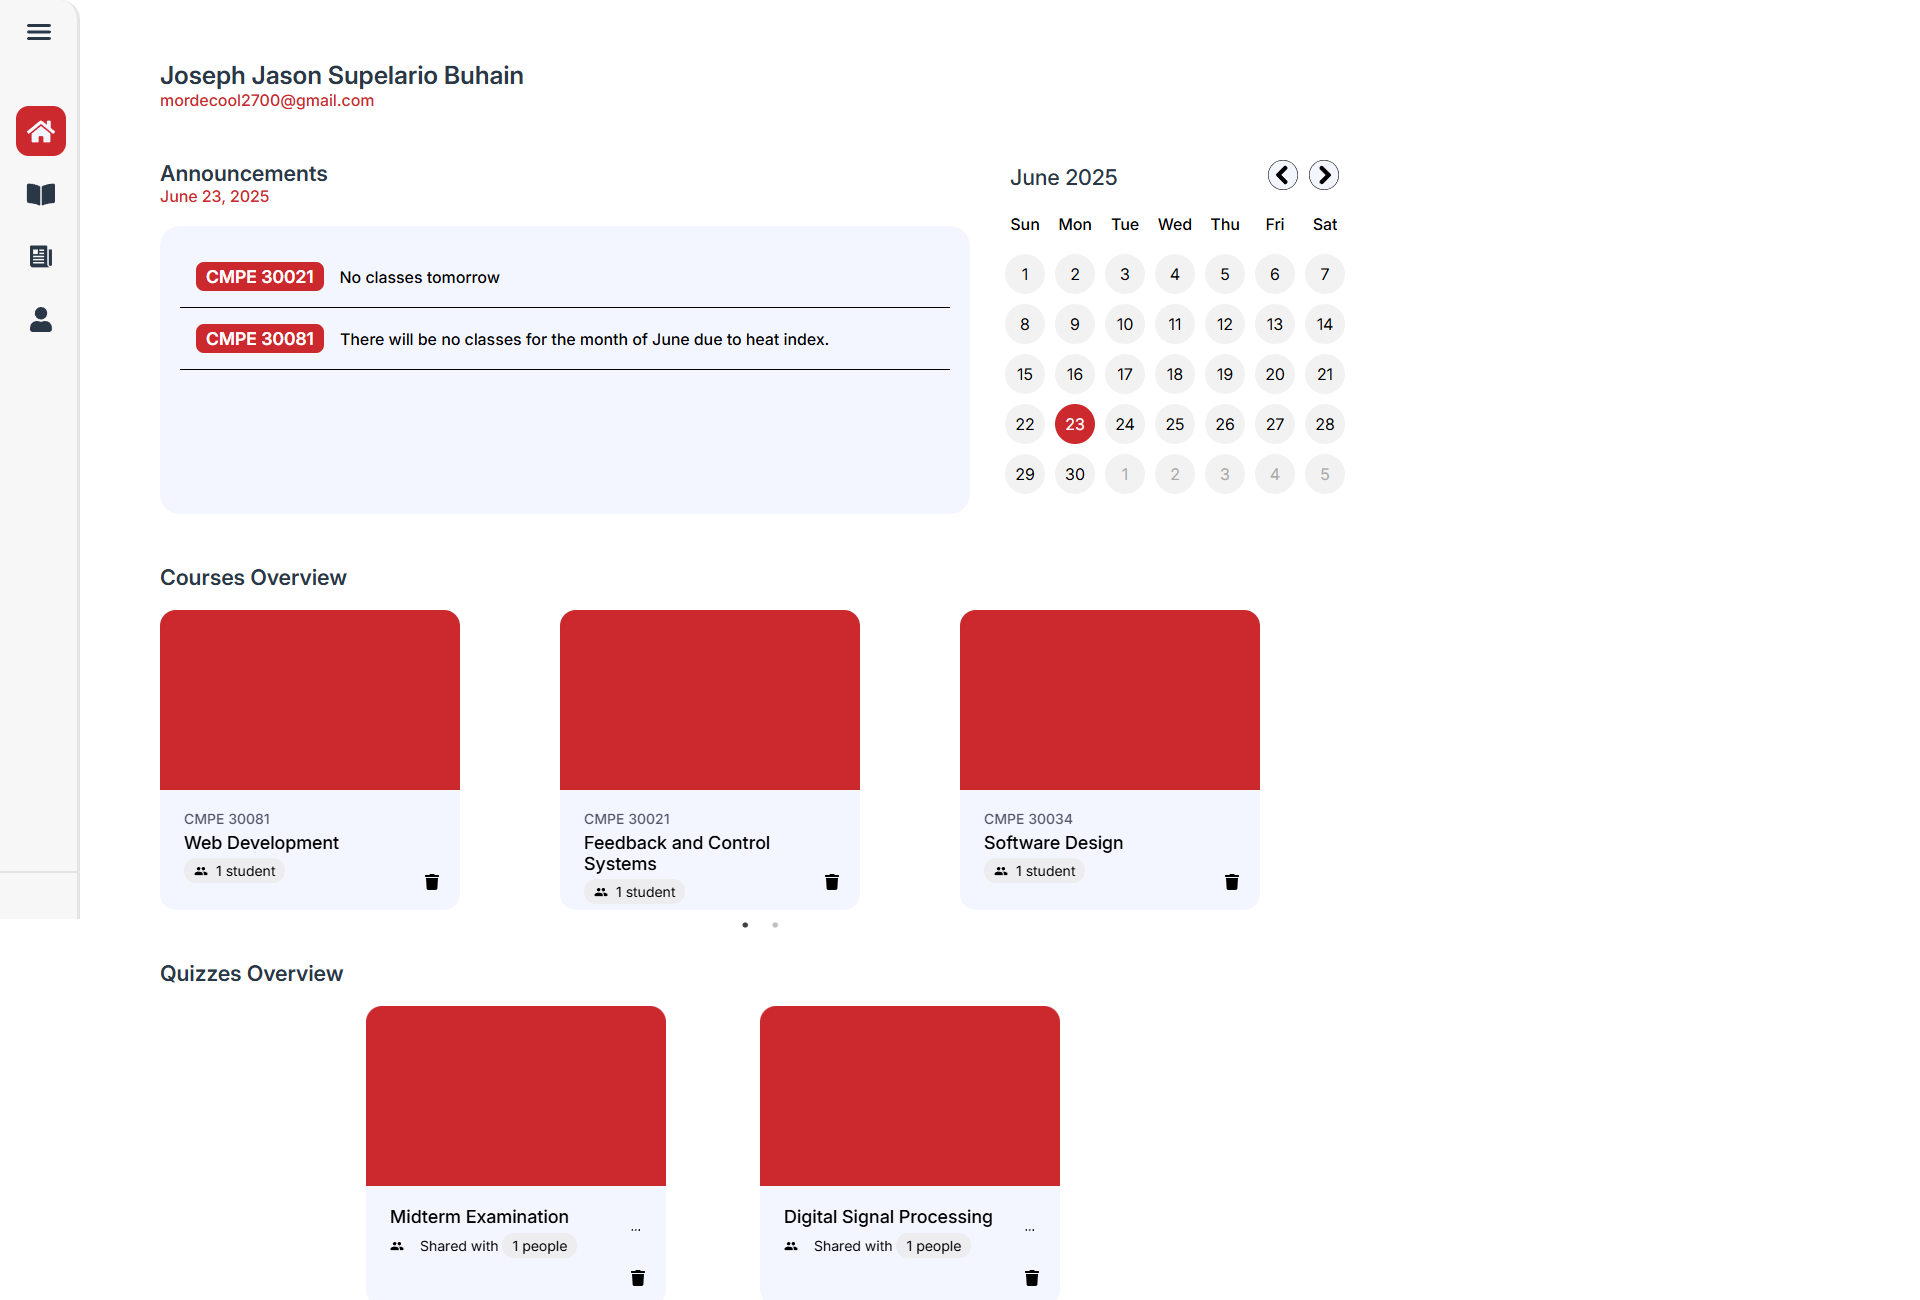 Joseph Jason Supelario Buhain
mordecool2700@gmail.com
Announcements
June 23, 2025
CMPE 30021 No classes tomorrow
CMPE 30081 There will be no classes for the month of June due to heat index.
June 2025
Sun Mon Tue Wed Thu Fri Sat
1 2 3 4 5 6 7
8 9 10 11 12 13 14
15 16 17 18 19 20 21
22 23 24 25 26 27 28
29 30 1 2 3 4 5
Courses Overview
CMPE 30081
Web Development
1 student
CMPE 30021
Feedback and Control
Systems
1 student
CMPE 30034
Software Design
1 student
Quizzes Overview
Midterm Examination
...
Shared with 1 people
Digital Signal Processing
...
Shared with 1 people